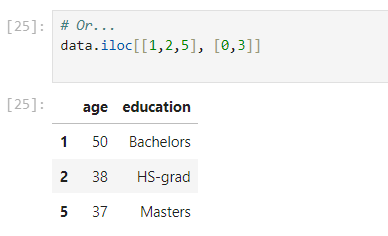 [25]: # Or...
data.iloc[[1,2,5], [0,3]]
[25]:
age education
1 50 Bachelors
2 38 HS-grad
5 37 Masters